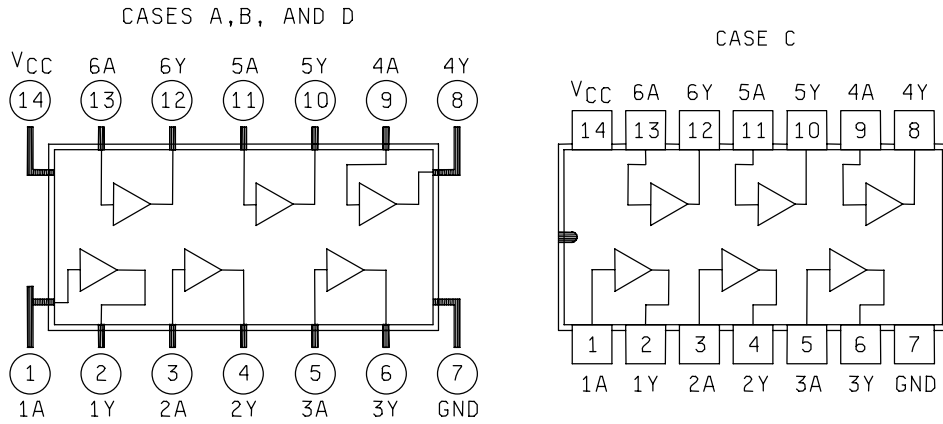 CASES A,B, AND D
VCC 6A 6Y 5A 5Y 4A 4Y
14 13 12 11 10 9 8
1 2 3 4 5 6 7
1A 1Y 2A 2Y 3A 3Y GND
CASE C
VCC 6A 6Y 5A 5Y 4A 4Y
14 13 12 11 10 9 8
1 2 3 4 5 6 7
1A 1Y 2A 2Y 3A 3Y GND